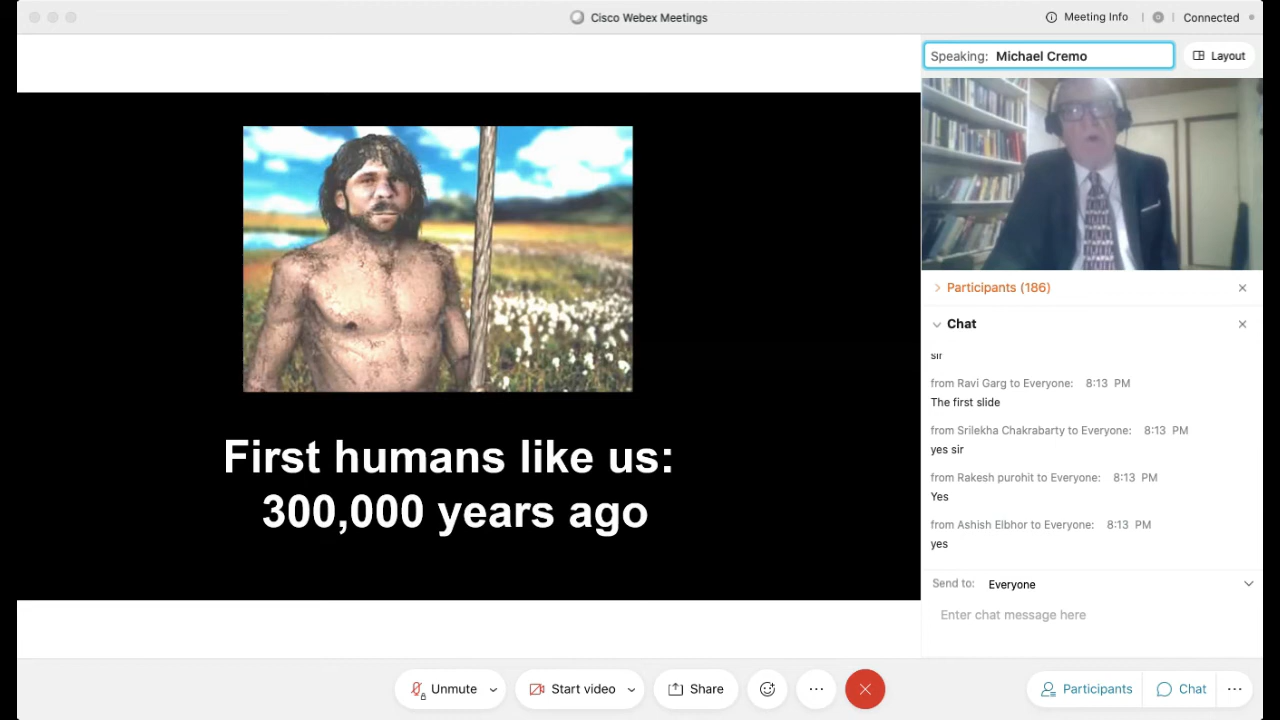 Cisco Webex Meetings
Meeting Info
Connected
Speaking: Michael Cremo
Layout
First humans like us:
300,000 years ago
Participants (186)
Chat
sir
from Ravi Garg to Everyone: 8:13 PM
The first slide
from Srilekha Chakrabarty to Everyone: 8:13 PM
yes sir
from Rakesh purohit to Everyone: 8:13 PM
Yes
from Ashish Elbhor to Everyone: 8:13 PM
yes
Send to: Everyone
Enter chat message here
Unmute
Start video
Share
Participants
Chat